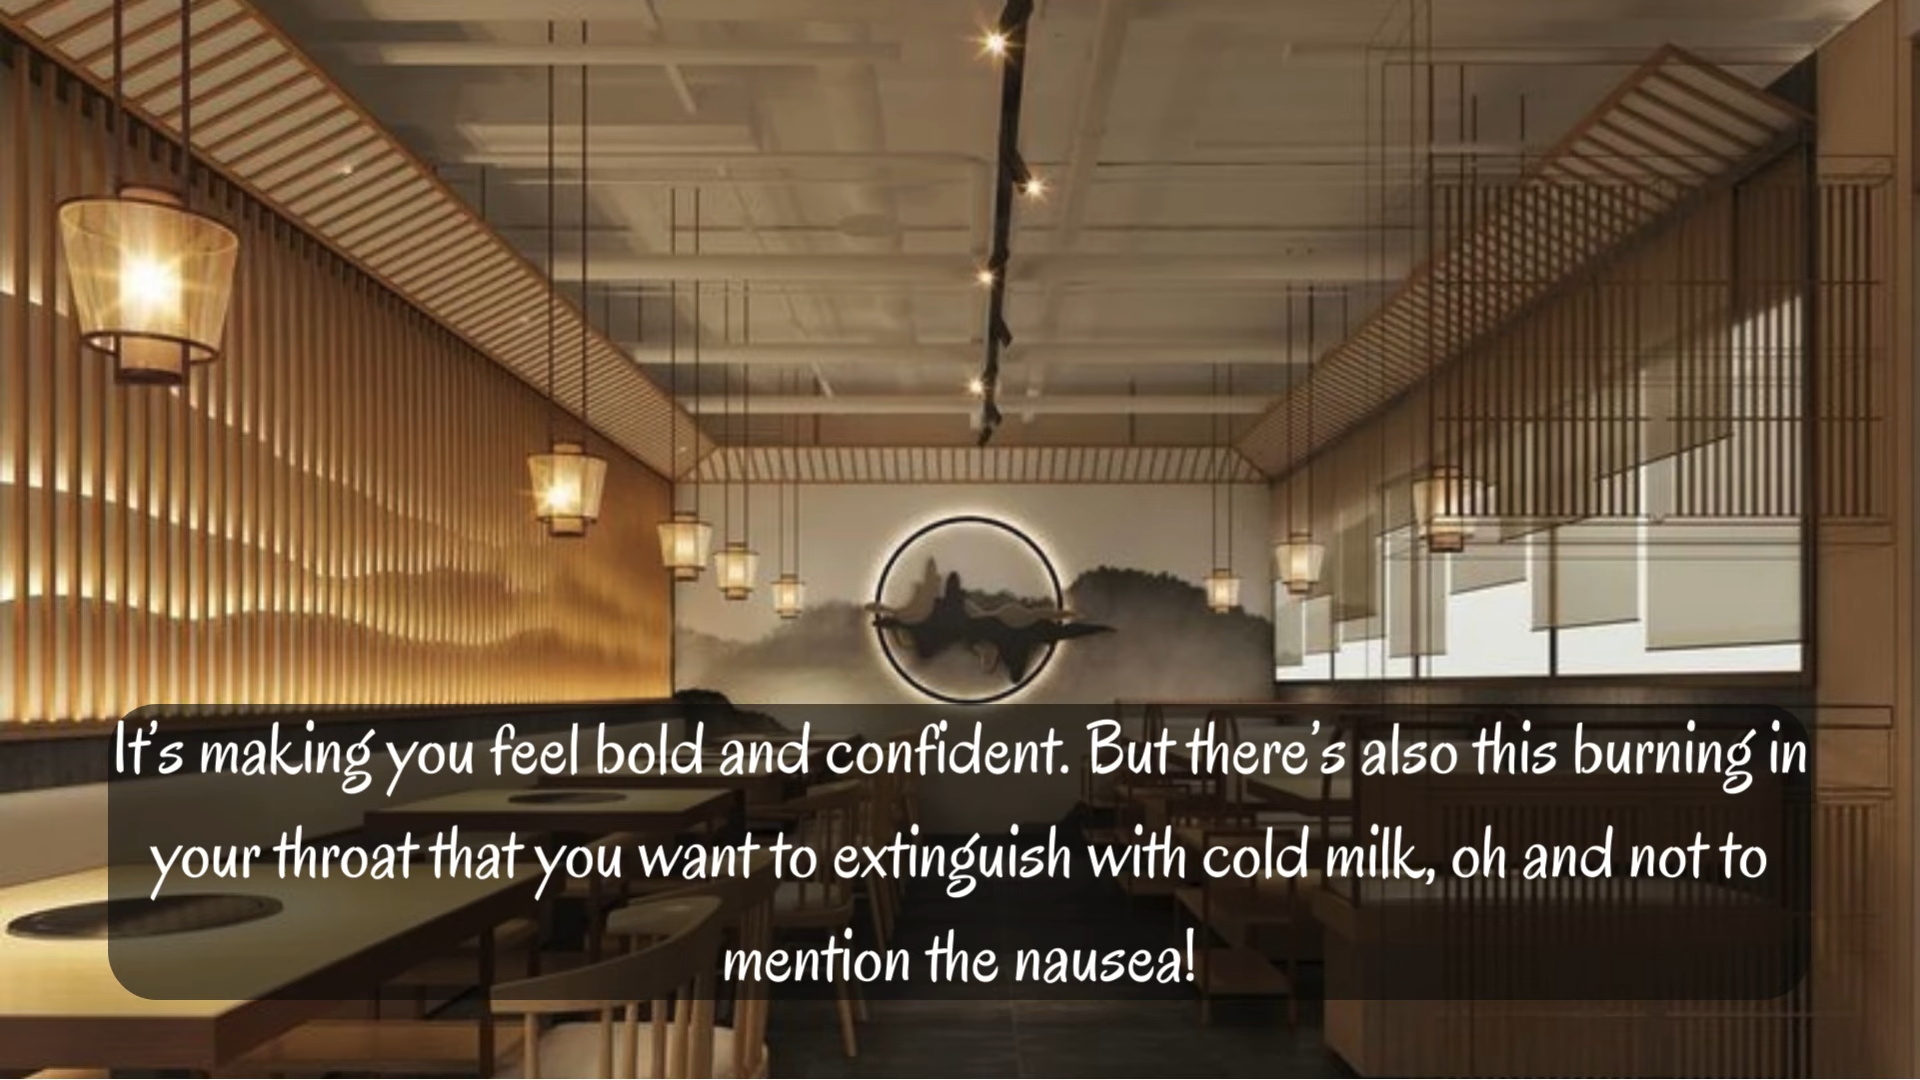 It's making you feel bold and confident. But there's also this burning in
your throat that you want to extinguish with cold milk, oh and not to
mention the nausea!